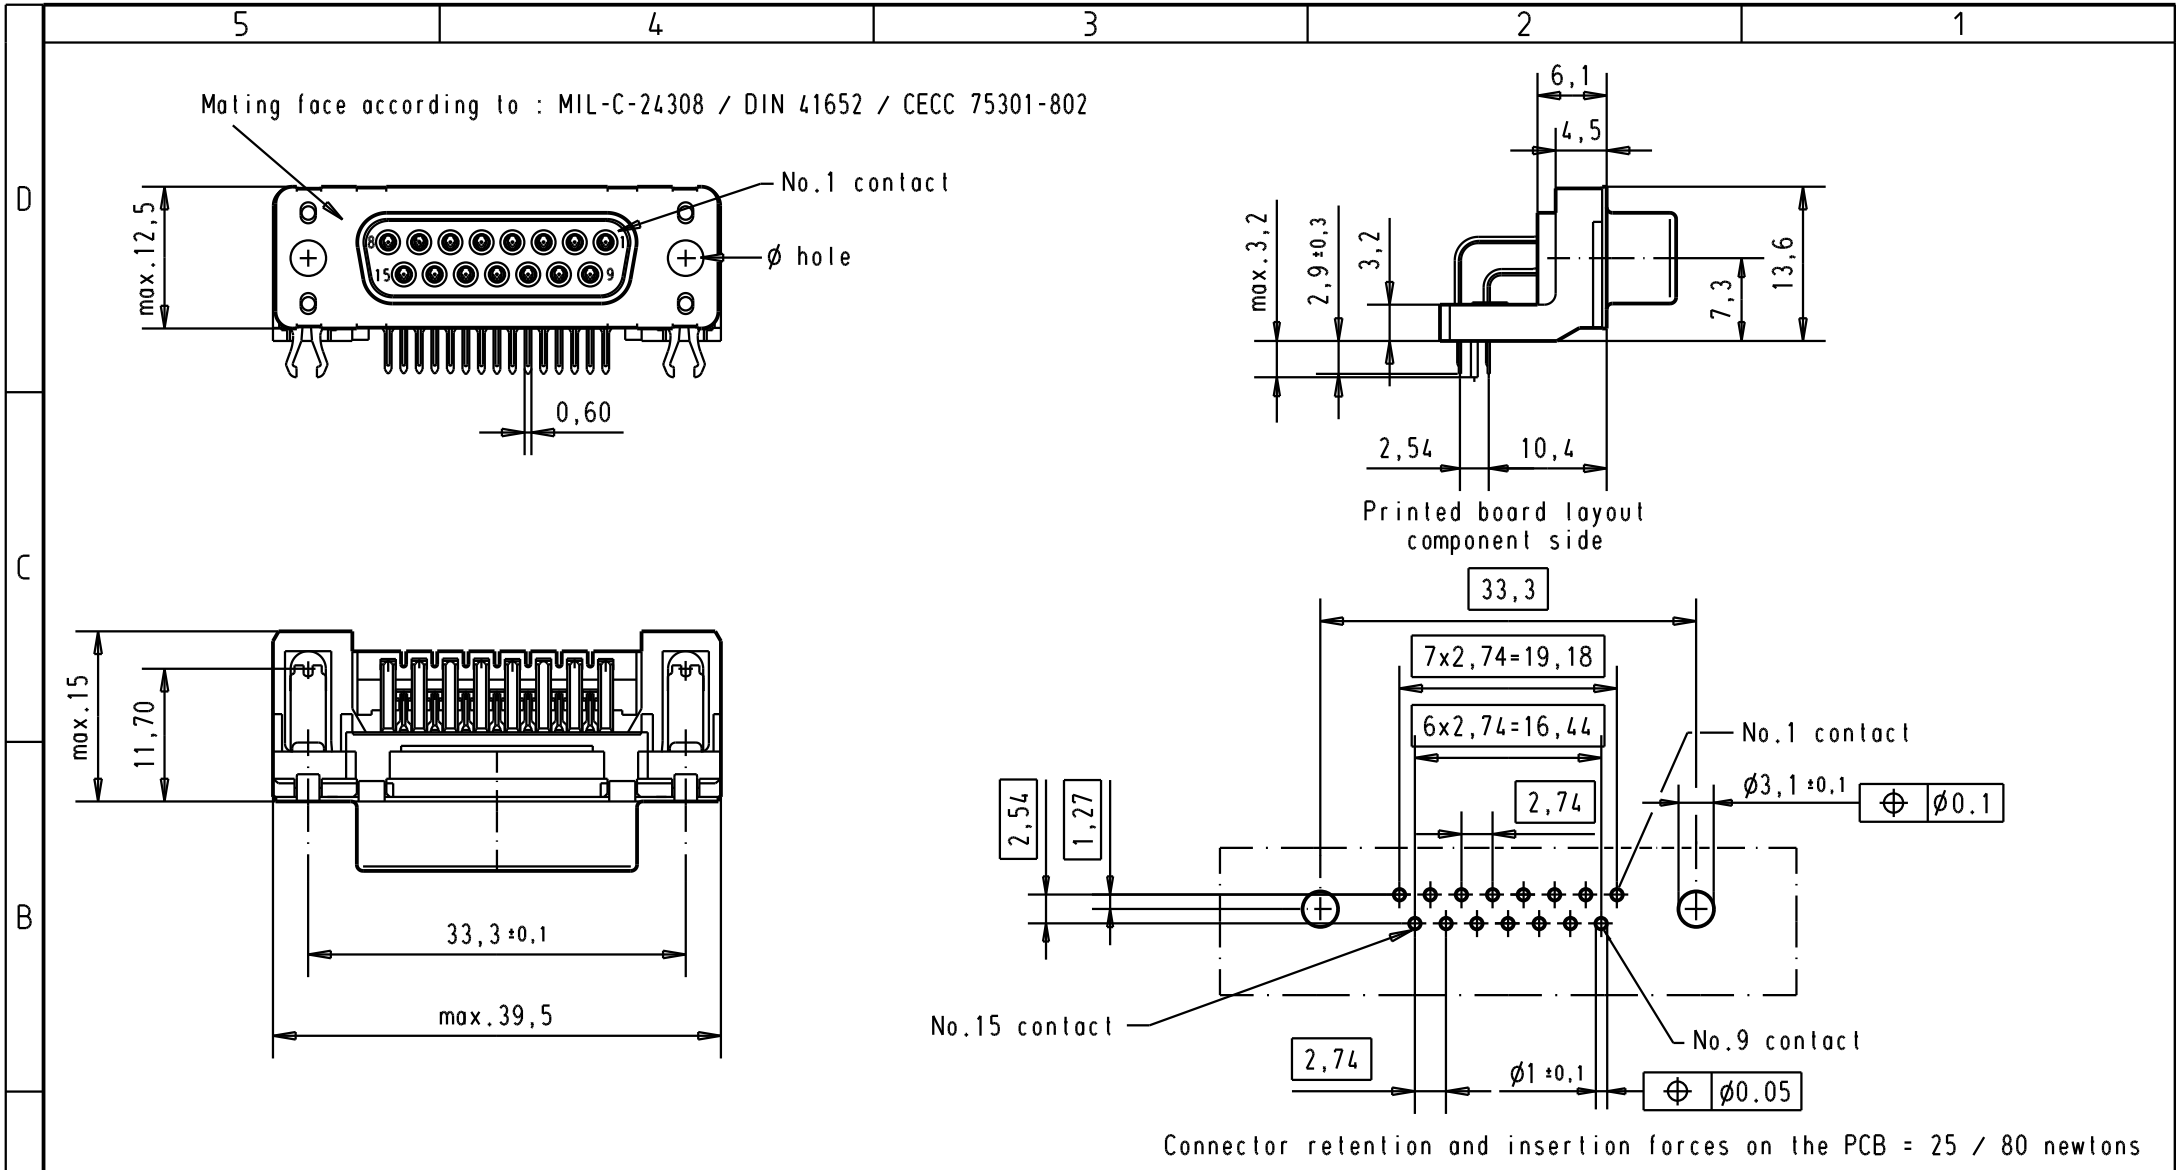 5 4 3 2 1
D
C
B
Mating face according to : MIL-C-24308 / DIN 41652 / CECC 75301-802
No.1 contact
Ø hole
max.12,5
8 1
15 9
0,60
6,1
4,5
max.3,2
2,9 ±0,3
3,2
7,3
13,6
2,54 10,4
Printed board layout
component side
max.15
11,70
33,3 ±0,1
max.39,5
33,3
7x2,74=19,18
6x2,74=16,44
No.1 contact
2,54
1,27
2,74
Ø3,1 ±0,1
Ø0.1
No.15 contact
No.9 contact
2,74
Ø1 ±0,1
Ø0.05
Connector retention and insertion forces on the PCB = 25 / 80 newtons